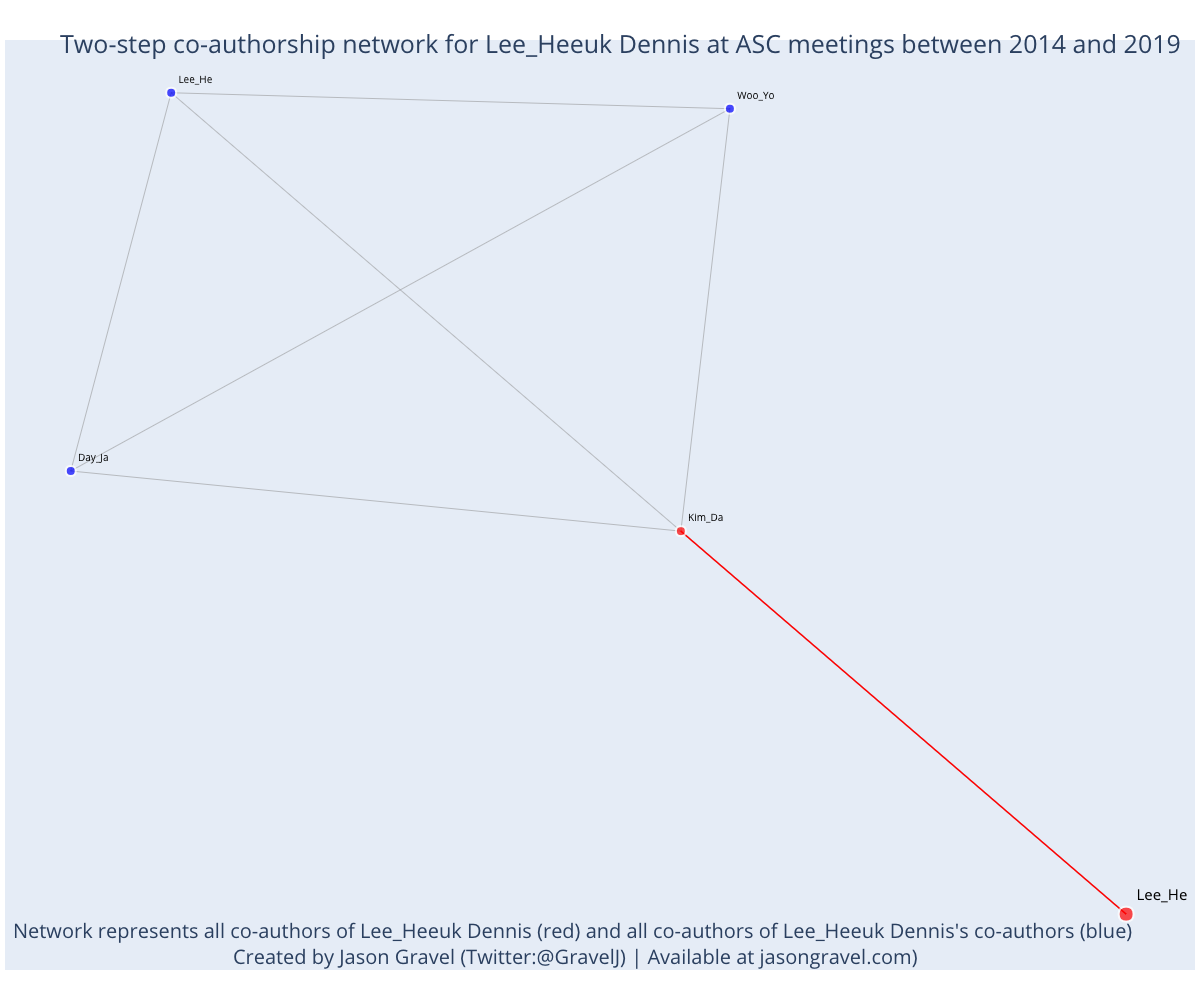 Two-step co-authorship network for Lee_Heeuk Dennis at ASC meetings between 2014 and 2019
Lee_He
Woo_Yo
Day_Ja
Kim_Da
Lee_He
Network represents all co-authors of Lee_Heeuk Dennis (red) and all co-authors of Lee_Heeuk Dennis's co-authors (blue)
Created by Jason Gravel (Twitter:@GravelJ) | Available at jasongravel.com)